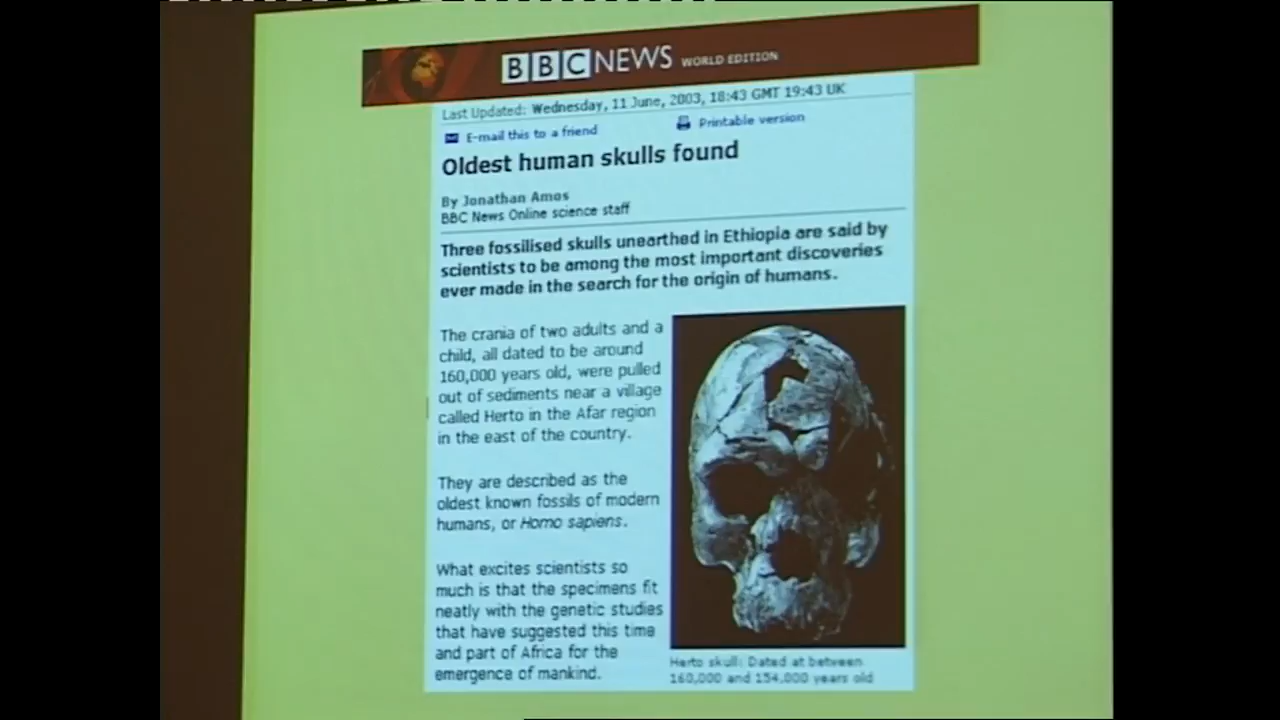 BBC NEWS WORLD EDITION
Last Updated: Wednesday, 11 June, 2003, 18:43 GMT 19:43 UK
E-mail this to a friend Printable version
Oldest human skulls found
By Jonathan Amos
BBC News Online science staff
Three fossilised skulls unearthed in Ethiopia are said by
scientists to be among the most important discoveries
ever made in the search for the origin of humans.
The crania of two adults and a
child, all dated to be around
160,000 years old, were pulled
out of sediments near a village
called Herto in the Afar region
in the east of the country.
They are described as the
oldest known fossils of modern
humans, or Homo sapiens.
What excites scientists so
much is that the specimens fit
neatly with the genetic studies
that have suggested this time
and part of Africa for the
emergence of mankind.
Herto skull: Dated at between
160,000 and 154,000 years old